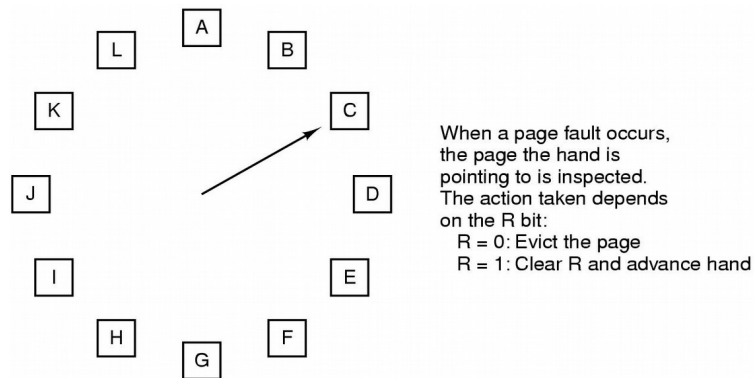 A
L
B
K
C
When a page fault occurs,
the page the hand is
pointing to is inspected.
The action taken depends
on the R bit:
R = 0: Evict the page
R = 1: Clear R and advance hand
J
D
I
E
H
F
G